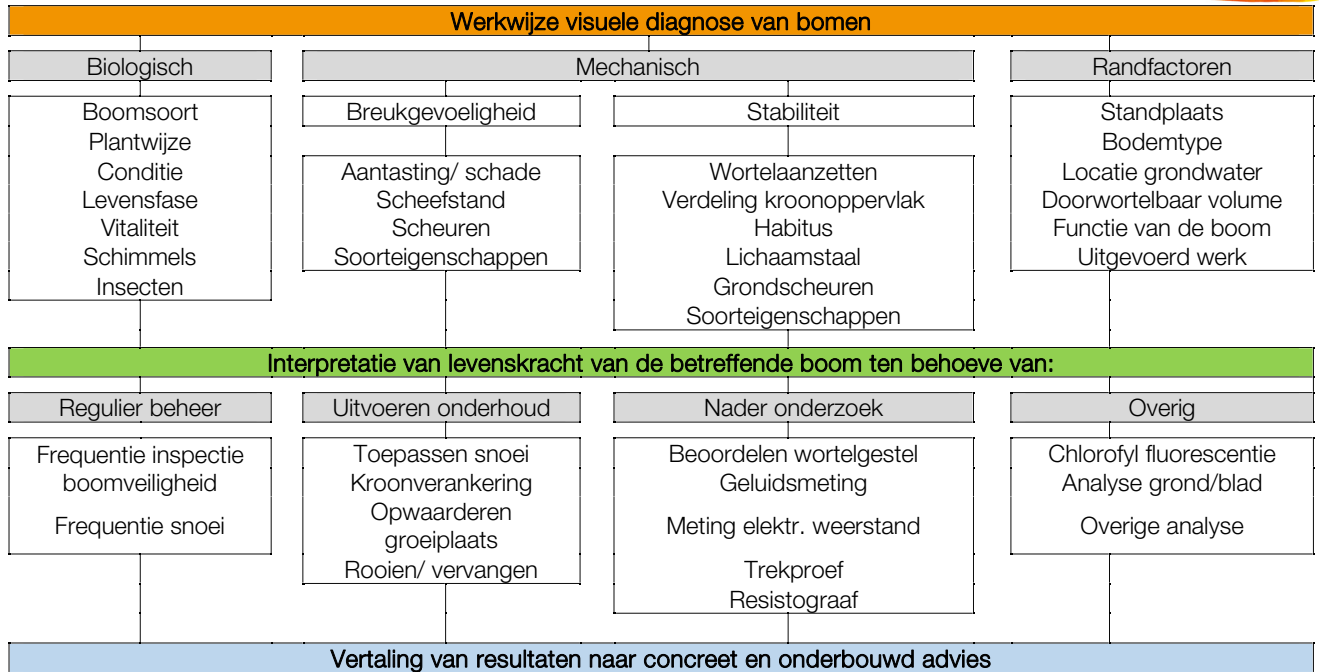 Werkwijze visuele diagnose van bomen
Biologisch
Mechanisch
Randfactoren
Boomsoort
Plantwijze
Conditie
Levensfase
Vitaliteit
Schimmels
Insecten
Breukgevoeligheid
Aantasting/ schade
Scheefstand
Scheuren
Soorteigenschappen
Stabiliteit
Wortelaanzetten
Verdeling kroonoppervlak
Habitus
Lichaamstaal
Grondscheuren
Soorteigenschappen
Standplaats
Bodemtype
Locatie grondwater
Doorwortelbaar volume
Functie van de boom
Uitgevoerd werk
Interpretatie van levenskracht van de betreffende boom ten behoeve van:
Regulier beheer
Uitvoeren onderhoud
Nader onderzoek
Overig
Frequentie inspectie
boomveiligheid
Frequentie snoei
Toepassen snoei
Kroonverankering
Opwaarderen
groeiplaats
Rooien/ vervangen
Beoordelen wortelgestel
Geluidsmeting
Meting elektr. weerstand
Trekproef
Resistograaf
Chlorofyl fluorescentie
Analyse grond/blad
Overige analyse
Vertaling van resultaten naar concreet en onderbouwd advies